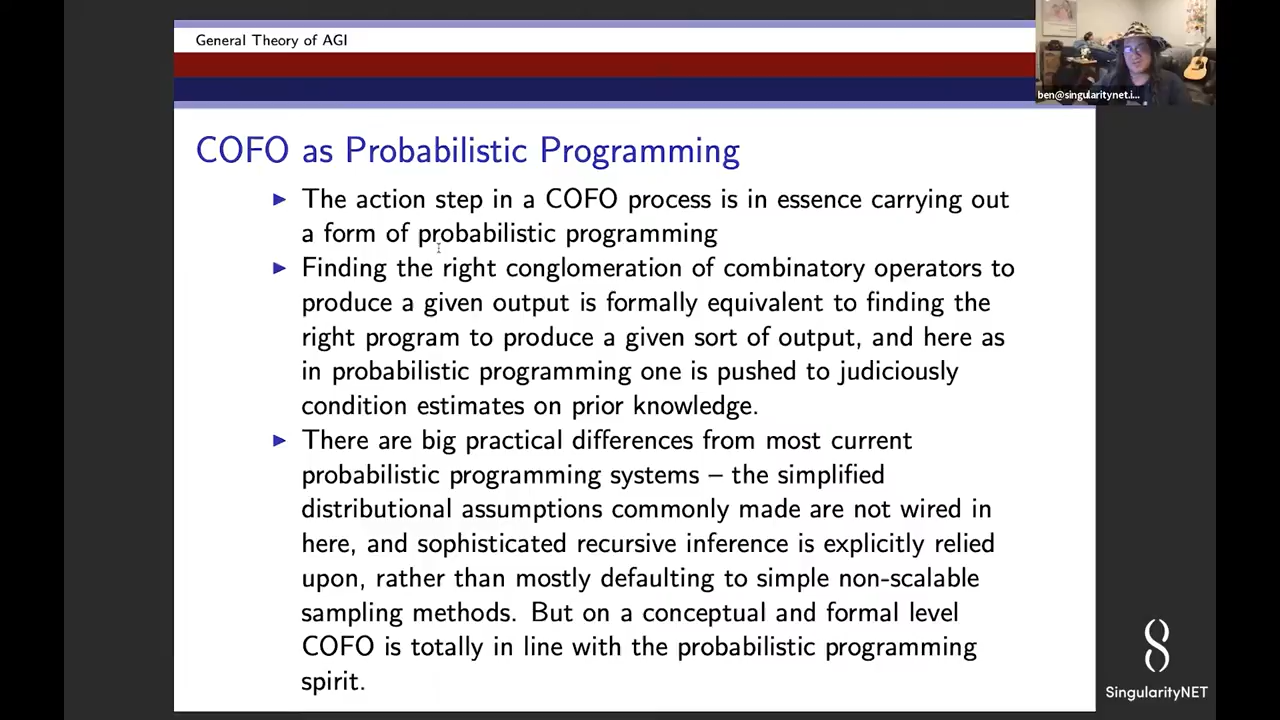 General Theory of AGI
ben@singularitynet.i...
COFO as Probabilistic Programming
The action step in a COFO process is in essence carrying out
a form of probabilistic programming
Finding the right conglomeration of combinatory operators to
produce a given output is formally equivalent to finding the
right program to produce a given sort of output, and here as
in probabilistic programming one is pushed to judiciously
condition estimates on prior knowledge.
There are big practical differences from most current
probabilistic programming systems – the simplified
distributional assumptions commonly made are not wired in
here, and sophisticated recursive inference is explicitly relied
upon, rather than mostly defaulting to simple non-scalable
sampling methods. But on a conceptual and formal level
COFO is totally in line with the probabilistic programming
spirit.
SingularityNET